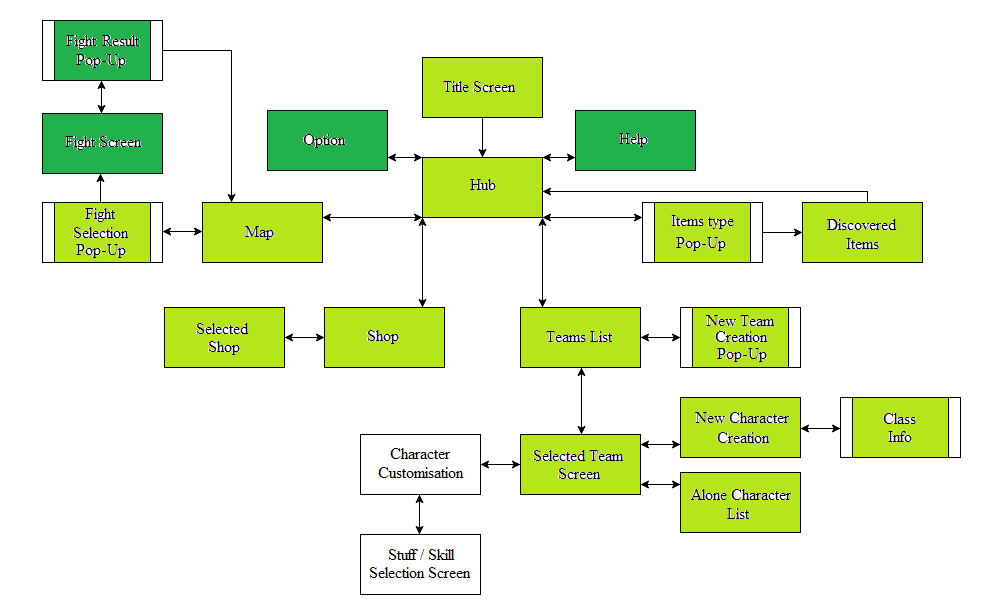 Fight Result
Pop-Up
Title Screen
Fight Screen
Option
Help
Hub
Fight
Selection
Pop-Up
Map
Items type
Pop-Up
Discovered
Items
Selected
Shop
Shop
Teams List
New Team
Creation
Pop-Up
New Character
Creation
Class
Info
Character
Customisation
Selected Team
Screen
Alone Character
List
Stuff / Skill
Selection Screen